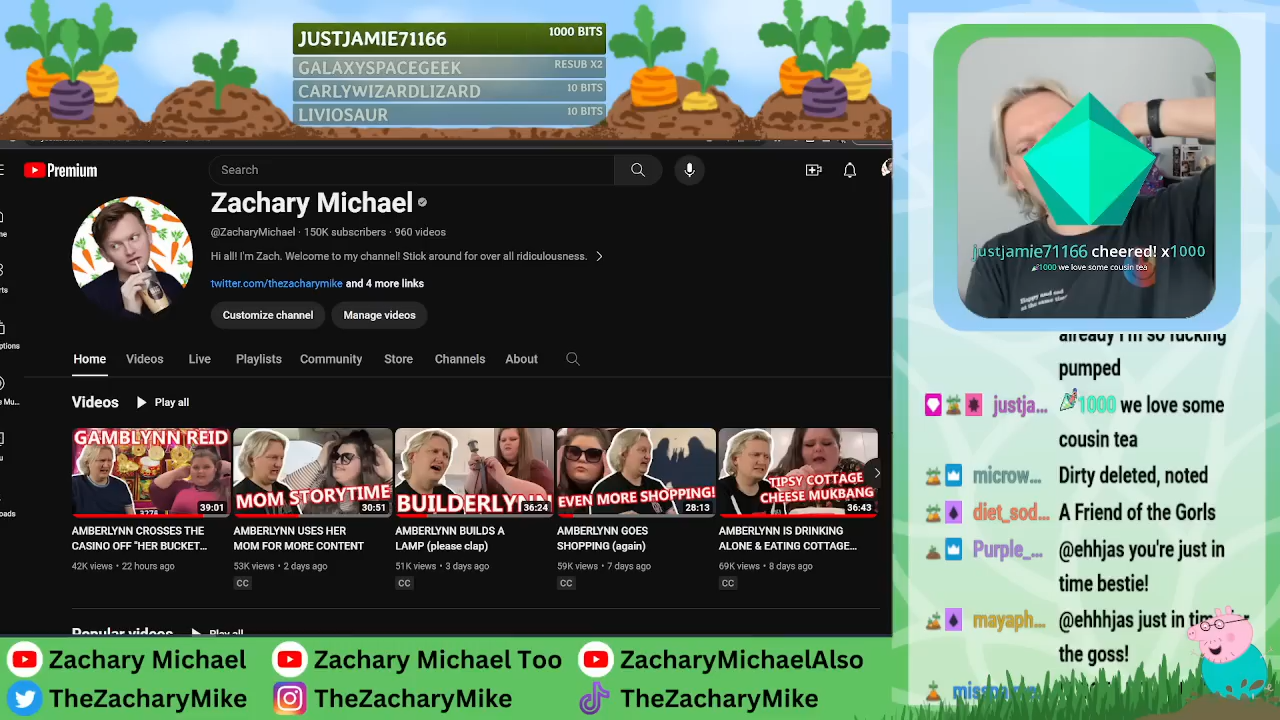 JUSTJAMIE71166 1000 BITS
GALAXYSPACEGEEK RESUB X2
CARLYWIZARDLIZARD 10 BITS
LIVIOSAUR 10 BITS
Premium
Search
Zachary Michael
@ZacharyMichael · 150K subscribers · 960 videos
Hi all! I'm Zach. Welcome to my channel! Stick around for over all ridiculousness.
twitter.com/thezacharymike and 4 more links
Customize channel Manage videos
Home Videos Live Playlists Community Store Channels About
Videos Play all
GAMBLYNN REID
39:01
MOM STORYTIME
30:51
BUILDERLYNN
36:24
EVEN MORE SHOPPING!
28:13
TIPSY COTTAGE
CHEESE MUKBANG
36:43
AMBERLYNN CROSSES THE
CASINO OFF "HER BUCKET...
42K views · 22 hours ago
AMBERLYNN USES HER
MOM FOR MORE CONTENT
53K views · 2 days ago
CC
AMBERLYNN BUILDS A
LAMP (please clap)
51K views · 3 days ago
CC
AMBERLYNN GOES
SHOPPING (again)
59K views · 7 days ago
CC
AMBERLYNN IS DRINKING
ALONE & EATING COTTAGE...
69K views · 8 days ago
CC
Popular videos Play all
Zachary Michael Zachary Michael Too ZacharyMichaelAlso
TheZacharyMike TheZacharyMike TheZacharyMike
justjamie71166 cheered! x1000
1000 we love some cousin tea
already I'm so fucking
pumped
justja... 1000 we love some
cousin tea
microw... Dirty deleted, noted
diet_sod... A Friend of the Gorls
Purple_... @ehhjas you're just in
time bestie!
mayaph... @ehhhjas just in
the goss!